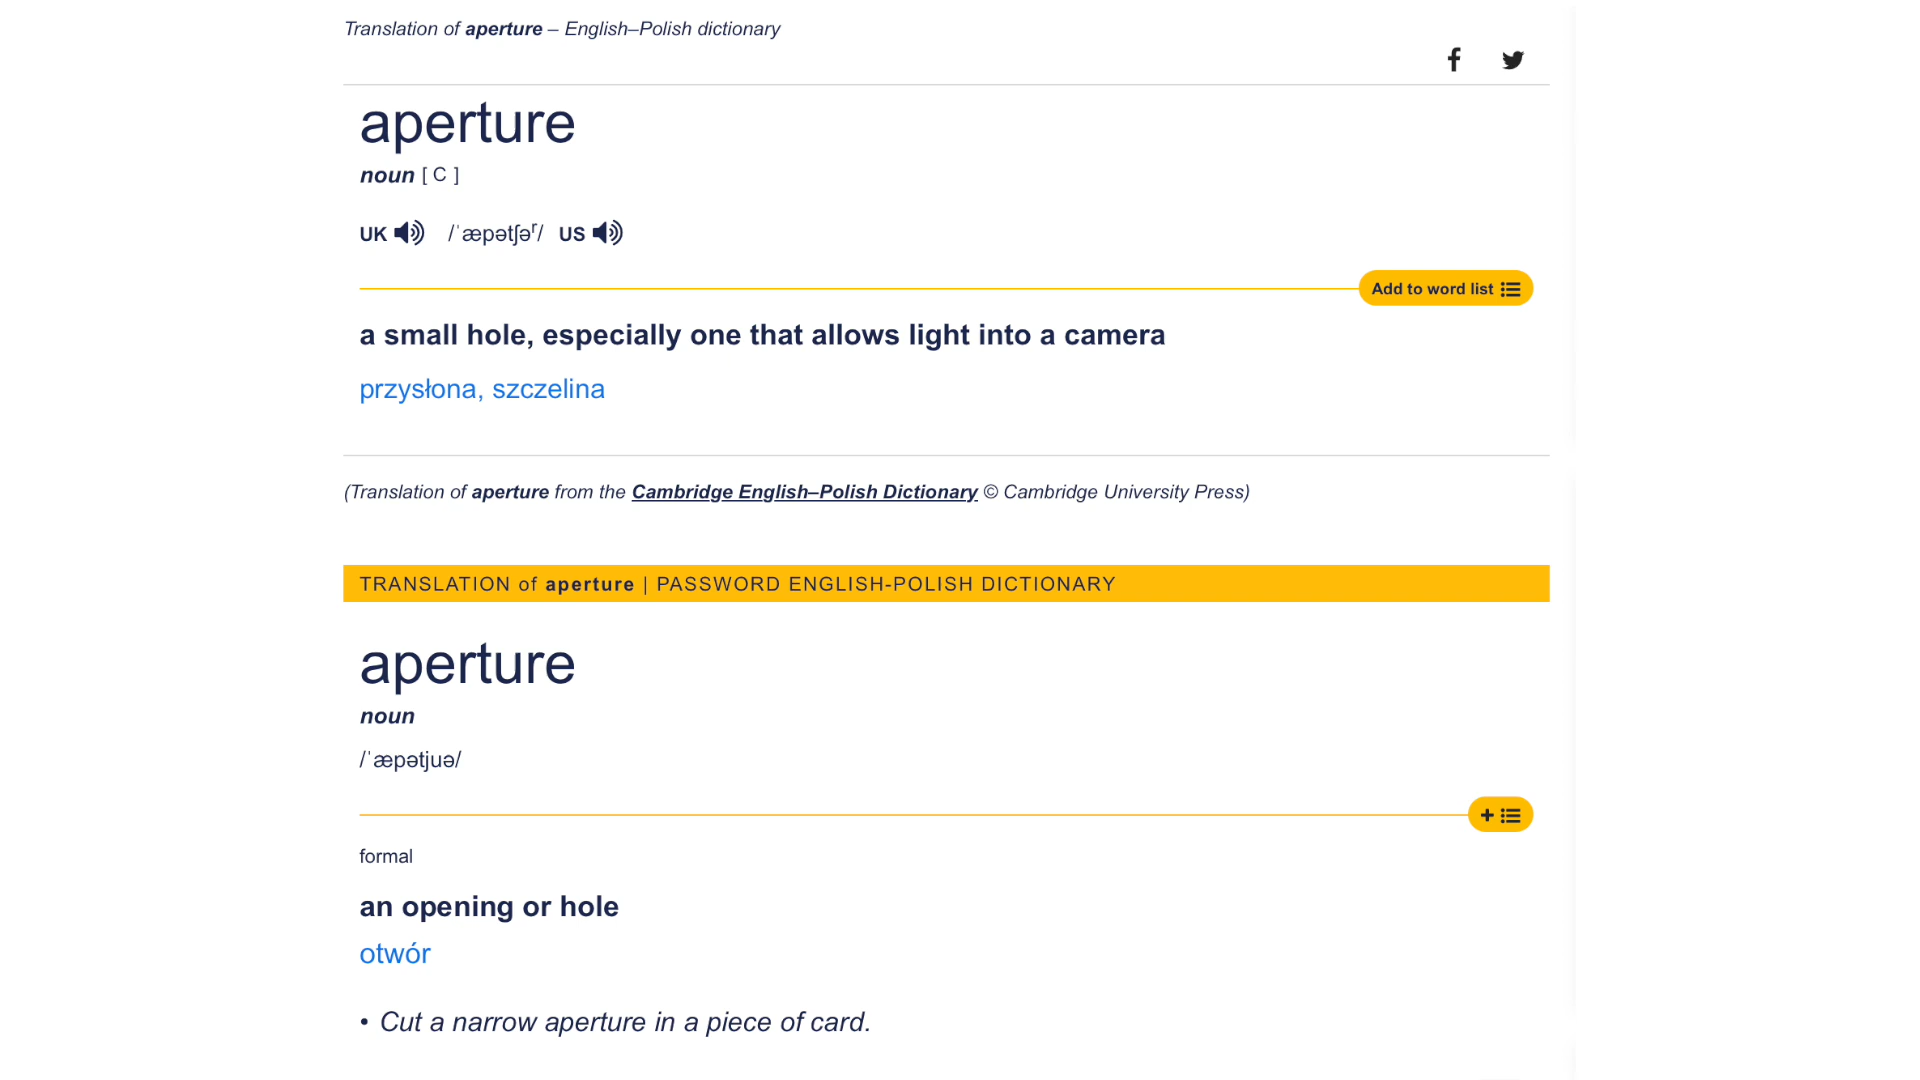 Translation of aperture – English–Polish dictionary
aperture
noun [ C ]
UK /ˈæpətʃəʳ/ US
Add to word list
a small hole, especially one that allows light into a camera
przysłona, szczelina
(Translation of aperture from the Cambridge English–Polish Dictionary © Cambridge University Press)
TRANSLATION of aperture | PASSWORD ENGLISH-POLISH DICTIONARY
aperture
noun
/ˈæpətjuə/
formal
an opening or hole
otwór
• Cut a narrow aperture in a piece of card.